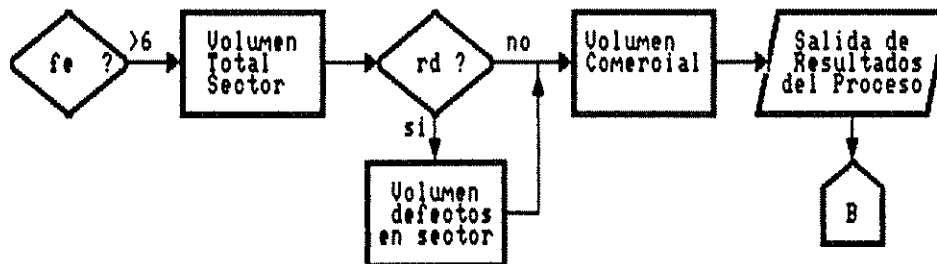 fe ?
>6
Volumen
Total
Sector
rd ?
no
si
Volumen
defectos
en sector
Volumen
Comercial
Salida de
Resultados
del Proceso
B